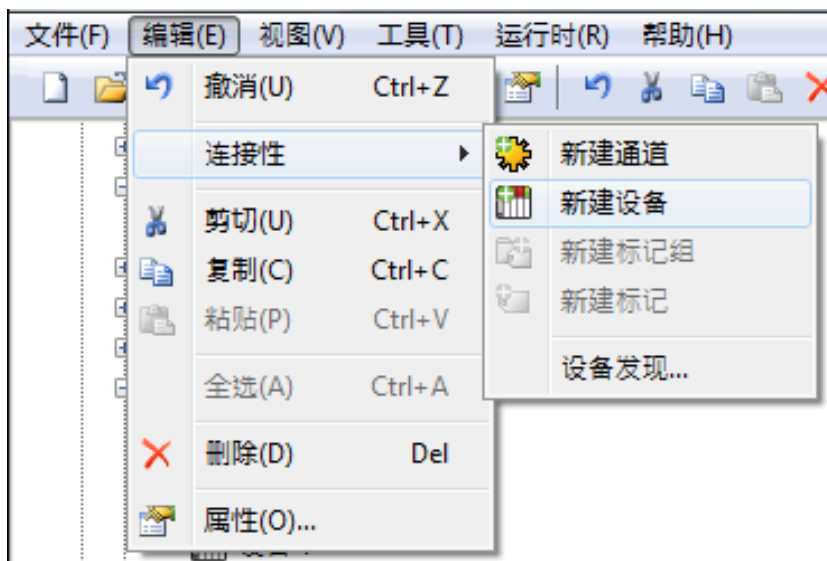 文件(F) 编辑(E) 视图(V) 工具(T) 运行时(R) 帮助(H)
撤消(U) Ctrl+Z
连接性
剪切(U) Ctrl+X
复制(C) Ctrl+C
粘贴(P) Ctrl+V
全选(A) Ctrl+A
删除(D) Del
属性(O)...
新建通道
新建设备
新建标记组
新建标记
设备发现...